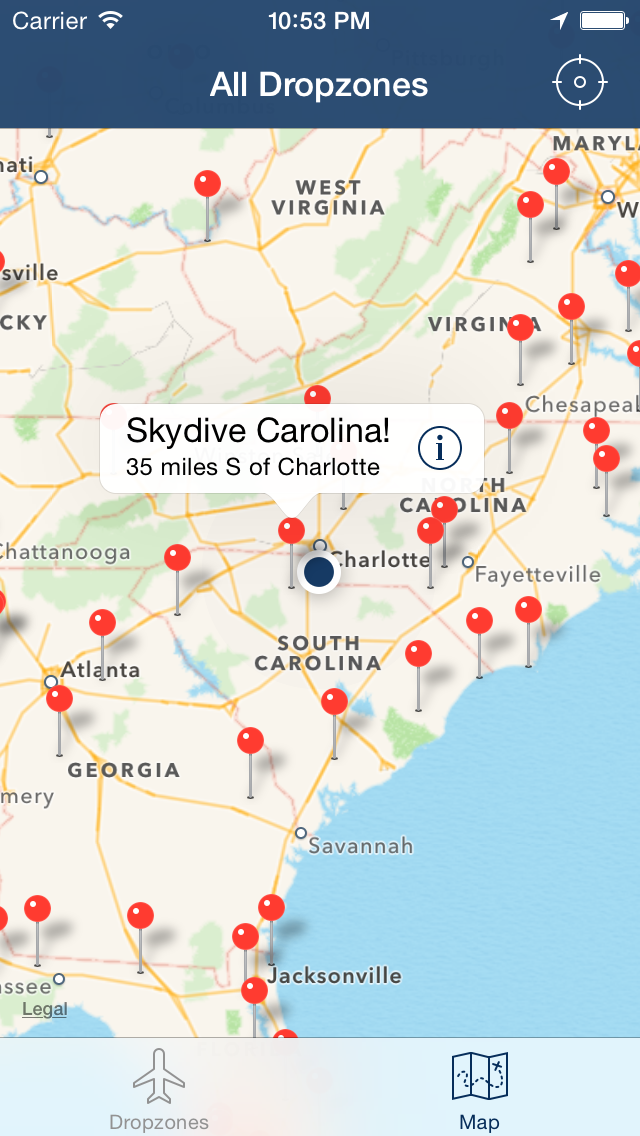 Carrier 10:53 PM
All Dropzones
MARYLA
nati
WEST
VIRGINIA
W
sville
CKY
VIRGINIA
Chesapeal
Skydive Carolina!
35 miles S of Charlotte
NORTH
CAROLINA
Chattanooga
Charlotte
Fayetteville
SOUTH
CAROLINA
Atlanta
GEORGIA
mery
Savannah
Jacksonville
assee
Legal
Dropzones
Map